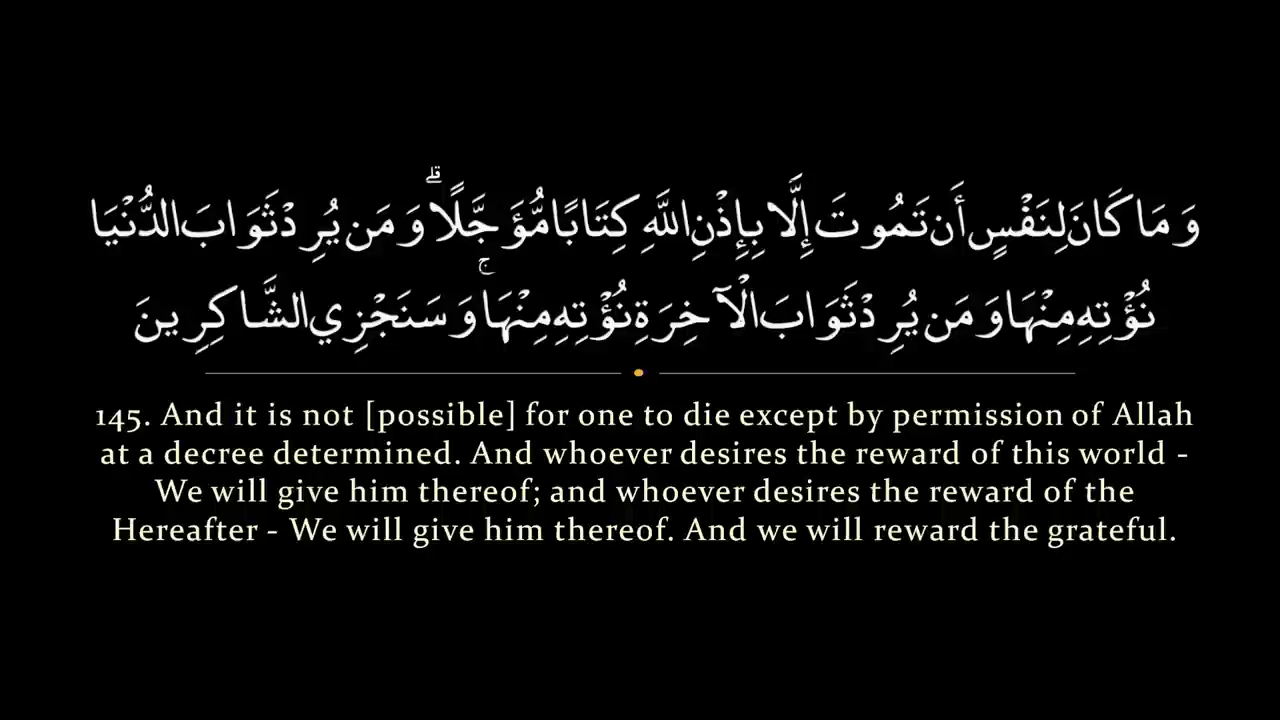 وَمَا كَانَ لِنَفْسٍ أَن تَمُوتَ إِلَّا بِإِذْنِ اللَّهِ كِتَابًا مُّؤَجَّلًا ۗ وَمَن يُرِدْ ثَوَابَ الدُّنْيَا
نُؤْتِهِ مِنْهَا وَمَن يُرِدْ ثَوَابَ الْآخِرَةِ نُؤْتِهِ مِنْهَا ۚ وَسَنَجْزِي الشَّاكِرِينَ
145. And it is not [possible] for one to die except by permission of Allah
at a decree determined. And whoever desires the reward of this world -
We will give him thereof; and whoever desires the reward of the
Hereafter - We will give him thereof. And we will reward the grateful.